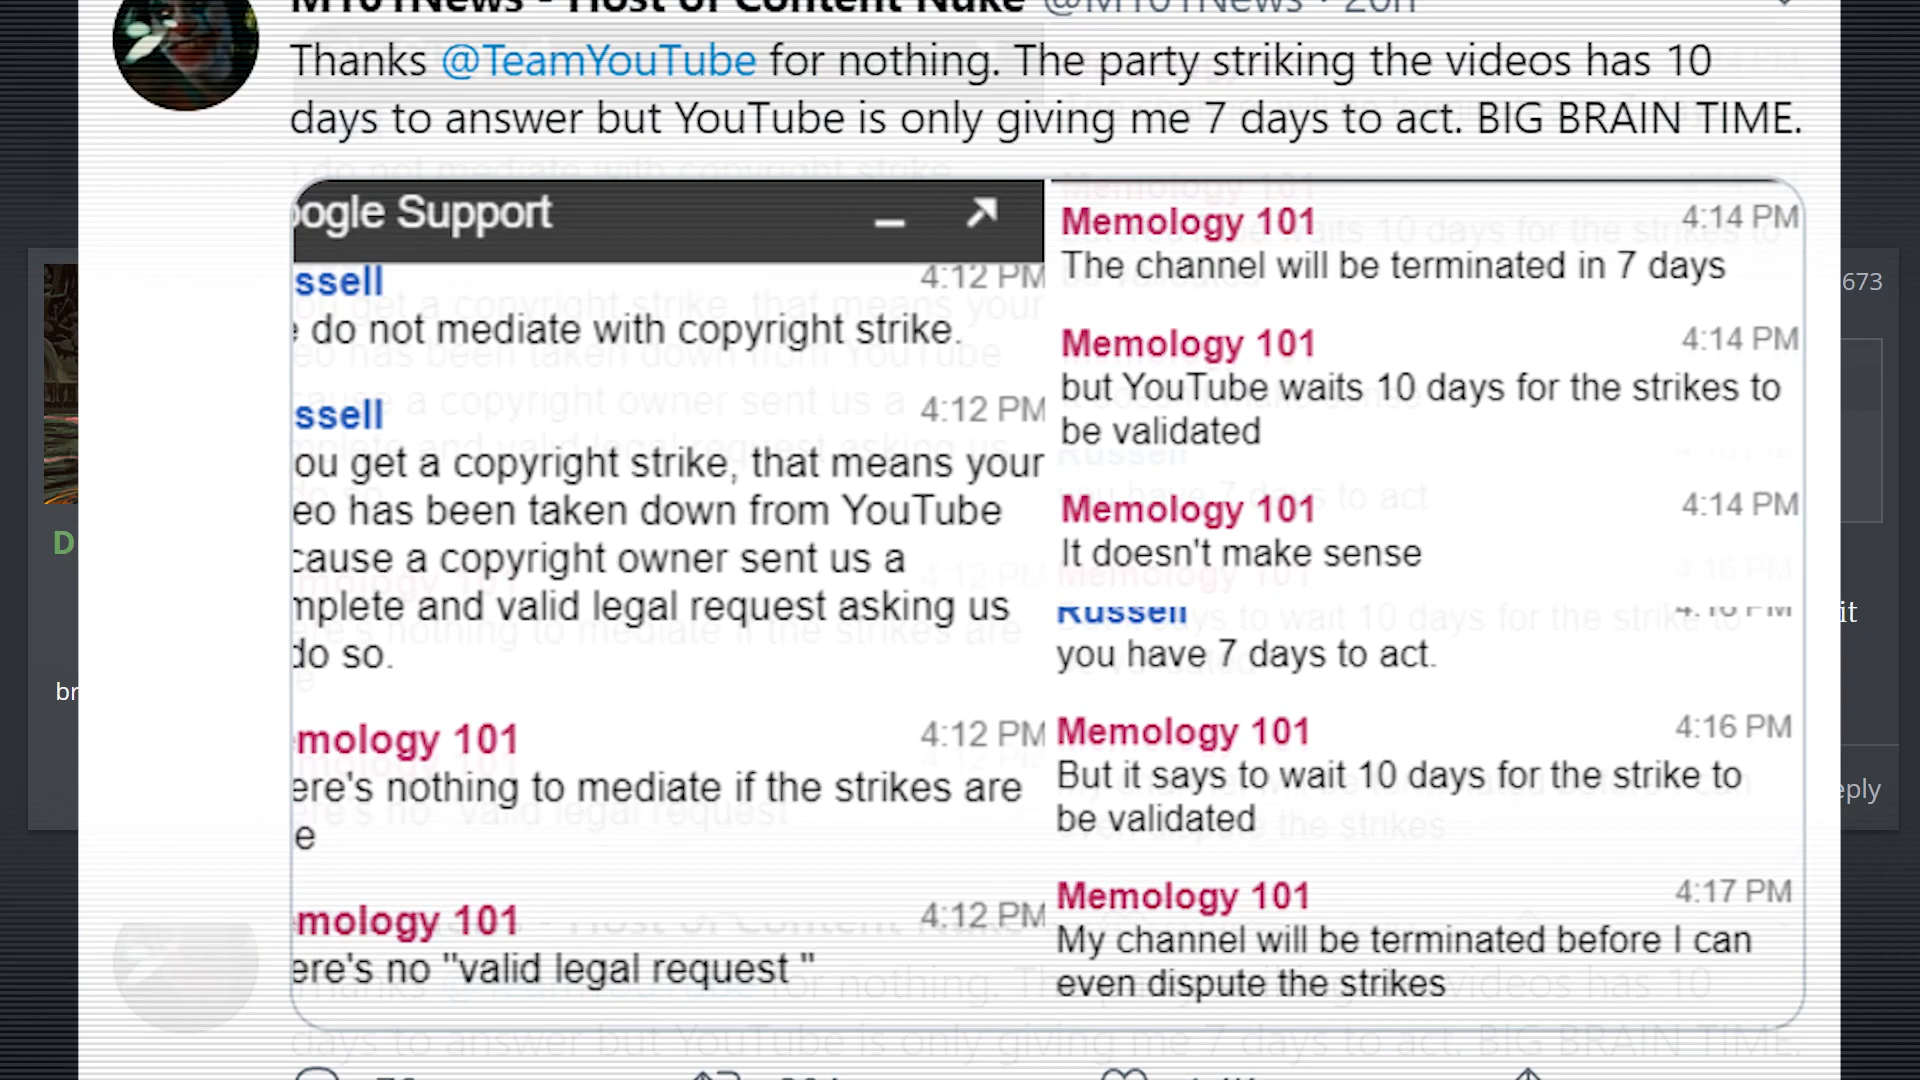 M101News - Host of Content Nuke @M101News · 20h
Thanks @TeamYouTube for nothing. The party striking the videos has 10
days to answer but YouTube is only giving me 7 days to act. BIG BRAIN TIME.
oogle Support
ssell 4:12 PM
e do not mediate with copyright strike.
ssell 4:12 PM
ou get a copyright strike, that means your
eo has been taken down from YouTube
cause a copyright owner sent us a
mplete and valid legal request asking us
do so.
mology 101 4:12 PM
ere's nothing to mediate if the strikes are
e
mology 101 4:12 PM
ere's no "valid legal request "
Memology 101 4:14 PM
The channel will be terminated in 7 days
Memology 101 4:14 PM
but YouTube waits 10 days for the strikes to
be validated
Memology 101 4:14 PM
It doesn't make sense
Russell 4:16 PM
you have 7 days to act.
Memology 101 4:16 PM
But it says to wait 10 days for the strike to
be validated
Memology 101 4:17 PM
My channel will be terminated before I can
even dispute the strikes
673
D
it
br
eply